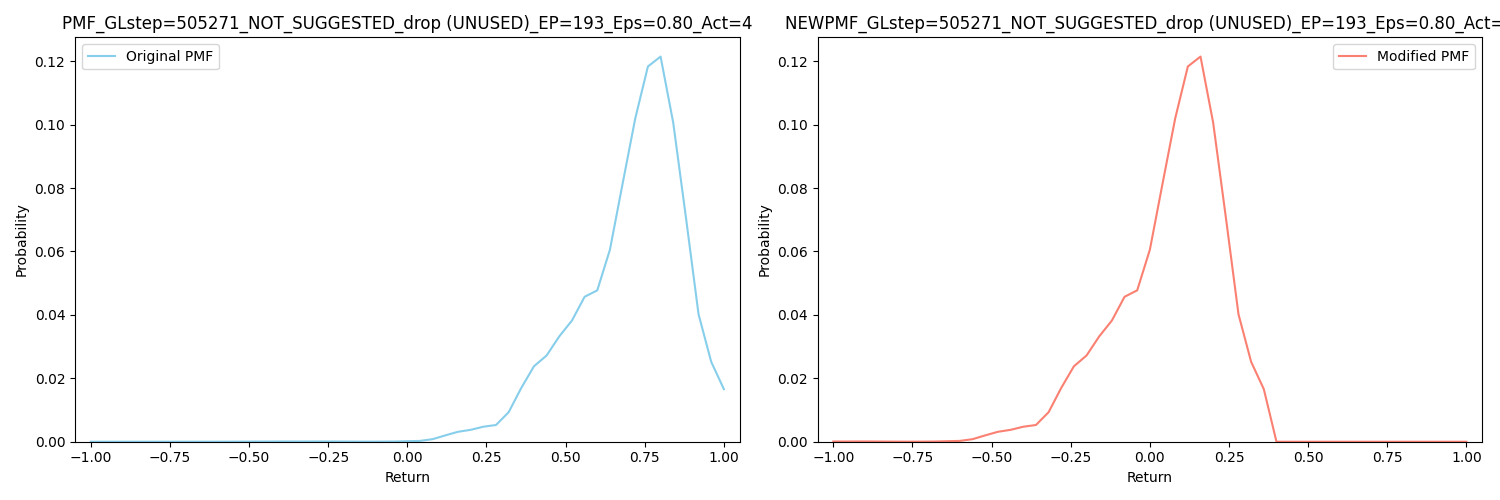 PMF_GLstep=505271_NOT_SUGGESTED_drop (UNUSED)_EP=193_Eps=0.80_Act=4
Original PMF
Probability
0.12
0.10
0.08
0.06
0.04
0.02
0.00
−1.00 −0.75 −0.50 −0.25 0.00 0.25 0.50 0.75 1.00
Return
NEWPMF_GLstep=505271_NOT_SUGGESTED_drop (UNUSED)_EP=193_Eps=0.80_Act=
Modified PMF
Probability
0.12
0.10
0.08
0.06
0.04
0.02
0.00
−1.00 −0.75 −0.50 −0.25 0.00 0.25 0.50 0.75 1.00
Return